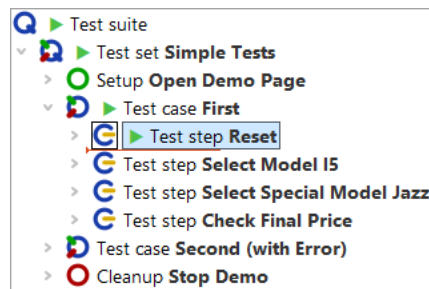 Test suite
Test set Simple Tests
Setup Open Demo Page
Test case First
Test step Reset
Test step Select Model I5
Test step Select Special Model Jazz
Test step Check Final Price
Test case Second (with Error)
Cleanup Stop Demo